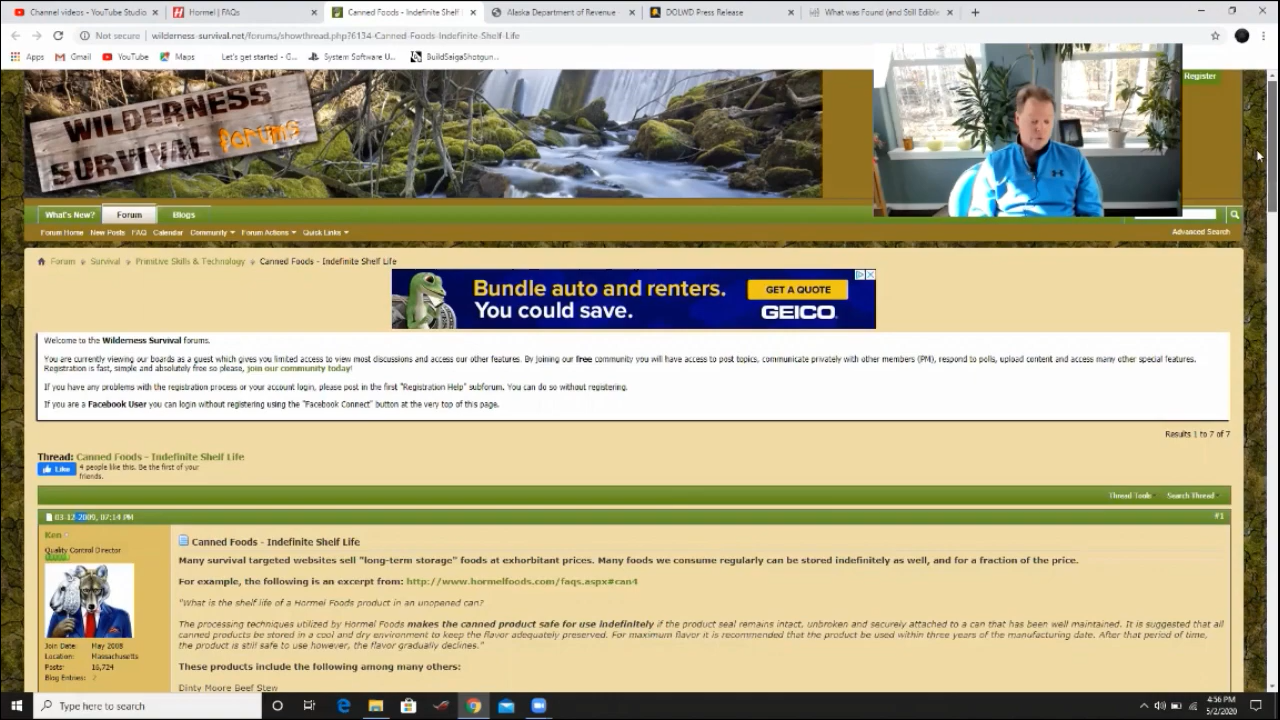 Channel videos - YouTube Studio
Hormel | FAQs
Canned Foods - Indefinite Shelf
Alaska Department of Revenue -
DOLWD Press Release
What was Found (and Still Edible
Not secure | wilderness-survival.net/forums/showthread.php?6134-Canned-Foods-Indefinite-Shelf-Life
Apps Gmail YouTube Maps Let's get started - G... System Software U... BuildSaigaShotgun...
Register
WILDERNESS
SURVIVAL forums
What's New? Forum Blogs
Forum Home New Posts FAQ Calendar Community Forum Actions Quick Links Advanced Search
Forum Survival Primitive Skills & Technology Canned Foods - Indefinite Shelf Life
Bundle auto and renters.
You could save.
GET A QUOTE
GEICO.
Welcome to the Wilderness Survival forums.
You are currently viewing our boards as a guest which gives you limited access to view most discussions and access our other features. By joining our free community you will have access to post topics, communicate privately with other members (PM), respond to polls, upload content and access many other special features.
Registration is fast, simple and absolutely free so please, join our community today!
If you have any problems with the registration process or your account login, please post in the first "Registration Help" subforum. You can do so without registering.
If you are a Facebook User you can login without registering using the "Facebook Connect" button at the very top of this page.
Results 1 to 7 of 7
Thread: Canned Foods - Indefinite Shelf Life
Like 4 people like this. Be the first of your
friends.
Thread Tools Search Thread
03-12-2009, 07:14 PM #1
Ken
Quality Control Director
Join Date: May 2008
Location: Massachusetts
Posts: 16,724
Blog Entries: 7
Canned Foods - Indefinite Shelf Life
Many survival targeted websites sell "long-term storage" foods at exhorbitant prices. Many foods we consume regularly can be stored indefinitely as well, and for a fraction of the price.
For example, the following is an excerpt from: http://www.hormelfoods.com/faqs.aspx#can4
"What is the shelf life of a Hormel Foods product in an unopened can?
The processing techniques utilized by Hormel Foods makes the canned product safe for use indefinitely if the product seal remains intact, unbroken and securely attached to a can that has been well maintained. It is suggested that all
canned products be stored in a cool and dry environment to keep the flavor adequately preserved. For maximum flavor it is recommended that the product be used within three years of the manufacturing date. After that period of time,
the product is still safe to use however, the flavor gradually declines."
These products include the following among many others:
Dinty Moore Beef Stew
Type here to search
4:56 PM
5/2/2020